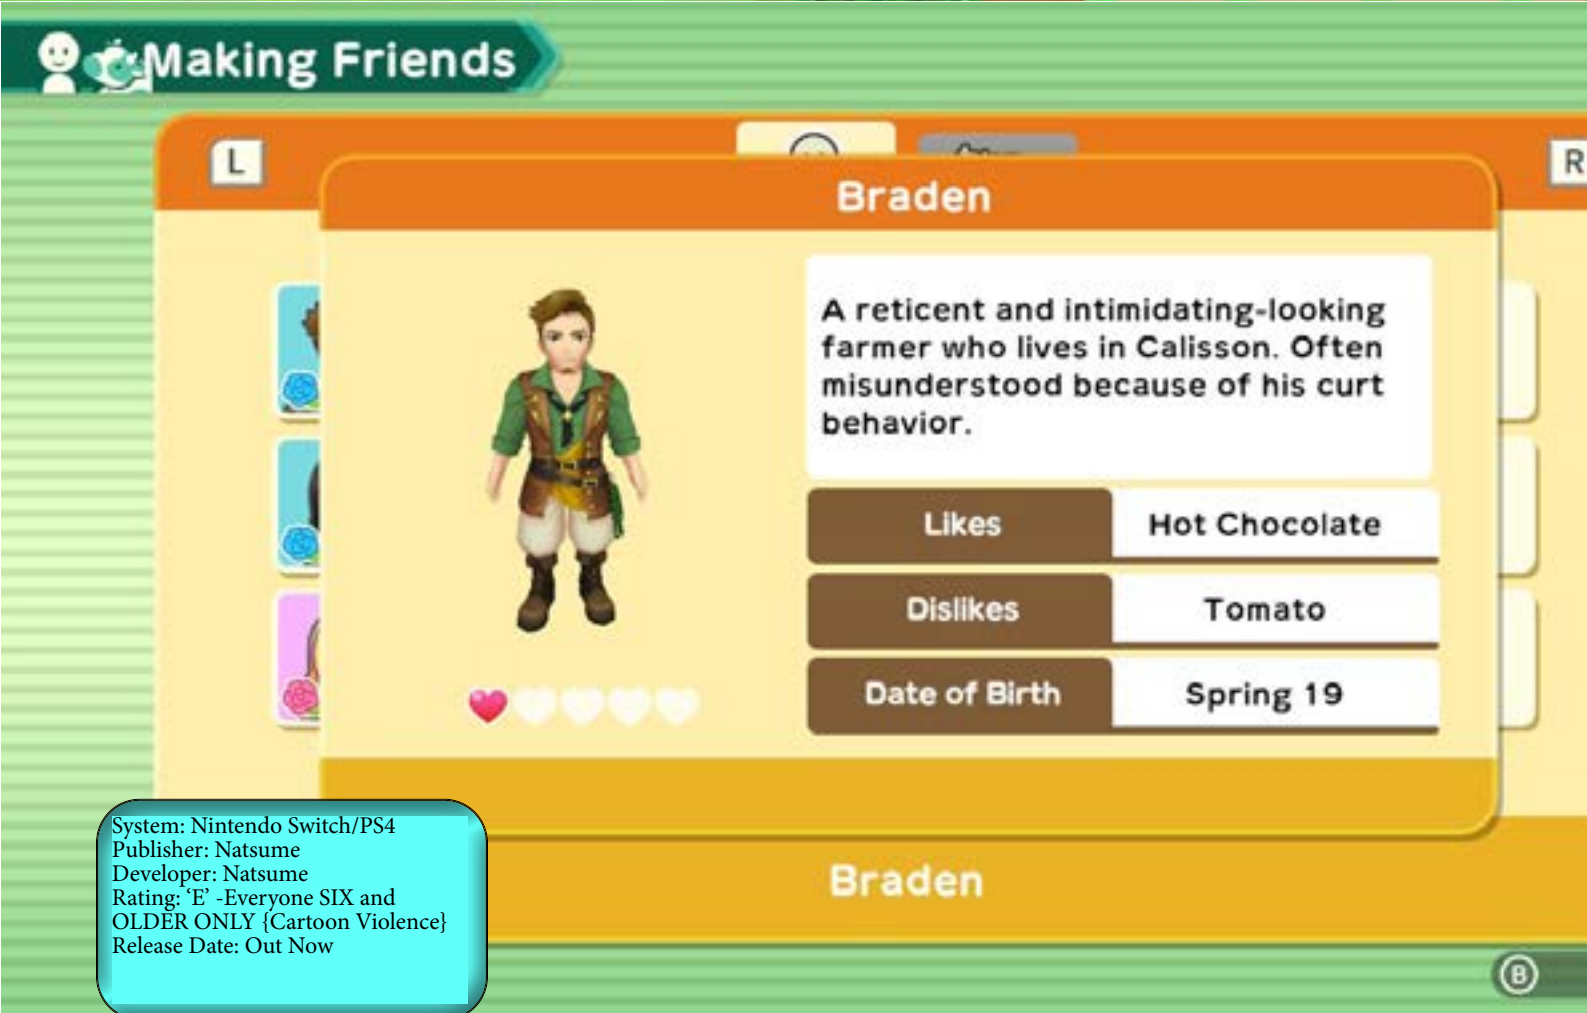 Making Friends
L
R
Braden
A reticent and intimidating-looking
farmer who lives in Calisson. Often
misunderstood because of his curt
behavior.
Likes
Hot Chocolate
Dislikes
Tomato
Date of Birth
Spring 19
System: Nintendo Switch/PS4
Publisher: Natsume
Developer: Natsume
Rating: ‘E’ -Everyone SIX and
OLDER ONLY {Cartoon Violence}
Release Date: Out Now
Braden
B